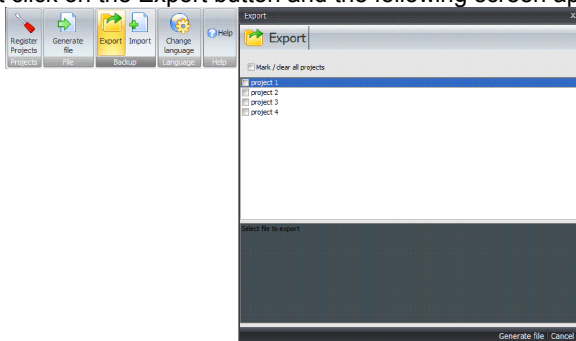 click on the Export button and the following screen ap
Register Projects
Projects
Generate file
File
Export
Import
Backup
Change language
Language
Help
Help
Export
x
Export
Mark / clear all projects
project 1
project 2
project 3
project 4
Select file to export
Generate file
Cancel